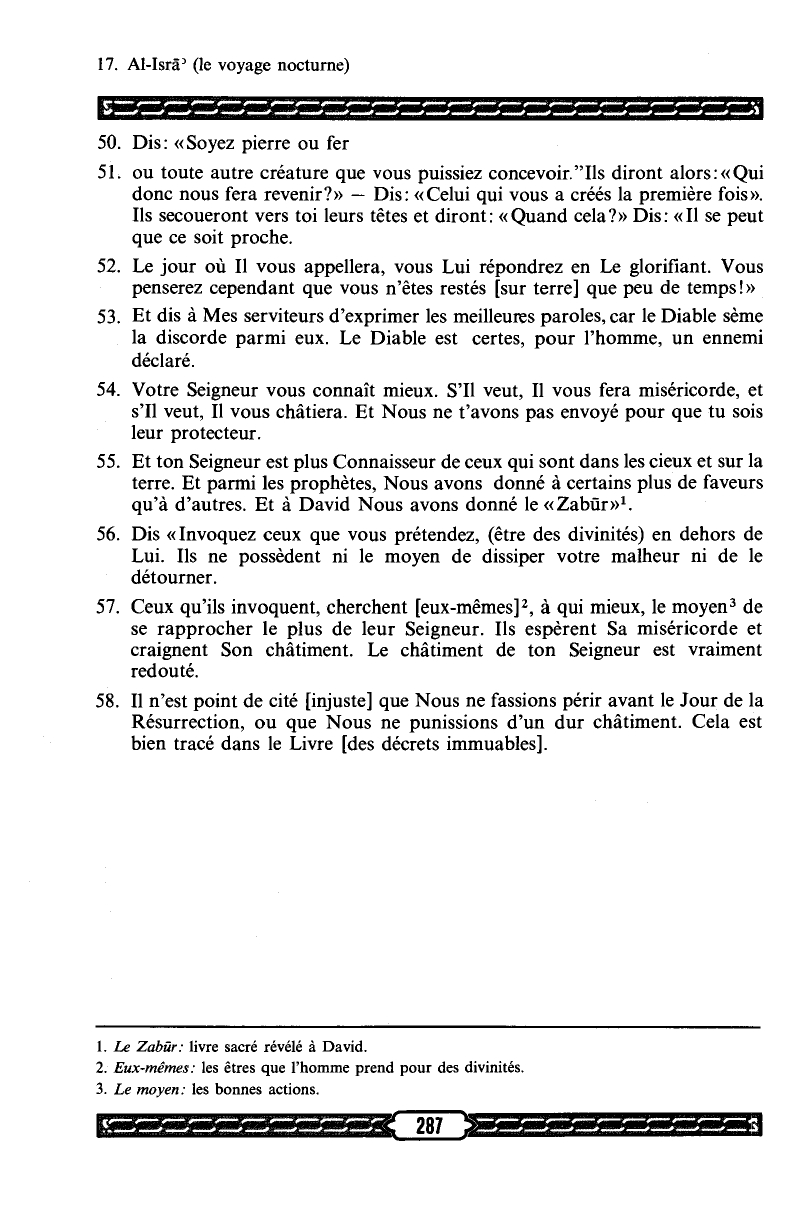 17. Al-Isrāʾ (le voyage nocturne)
50. Dis: «Soyez pierre ou fer
51. ou toute autre créature que vous puissiez concevoir.”Ils diront alors:«Qui
donc nous fera revenir?» — Dis: «Celui qui vous a créés la première fois».
Ils secoueront vers toi leurs têtes et diront: «Quand cela?» Dis: «Il se peut
que ce soit proche.
52. Le jour où Il vous appellera, vous Lui répondrez en Le glorifiant. Vous
penserez cependant que vous n’êtes restés [sur terre] que peu de temps!»
53. Et dis à Mes serviteurs d’exprimer les meilleures paroles, car le Diable sème
la discorde parmi eux. Le Diable est certes, pour l’homme, un ennemi
déclaré.
54. Votre Seigneur vous connaît mieux. S’Il veut, Il vous fera miséricorde, et
s’Il veut, Il vous châtiera. Et Nous ne t’avons pas envoyé pour que tu sois
leur protecteur.
55. Et ton Seigneur est plus Connaisseur de ceux qui sont dans les cieux et sur la
terre. Et parmi les prophètes, Nous avons donné à certains plus de faveurs
qu’à d’autres. Et à David Nous avons donné le «Zabūr»¹.
56. Dis «Invoquez ceux que vous prétendez, (être des divinités) en dehors de
Lui. Ils ne possèdent ni le moyen de dissiper votre malheur ni de le
détourner.
57. Ceux qu’ils invoquent, cherchent [eux-mêmes]², à qui mieux, le moyen³ de
se rapprocher le plus de leur Seigneur. Ils espèrent Sa miséricorde et
craignent Son châtiment. Le châtiment de ton Seigneur est vraiment
redouté.
58. Il n’est point de cité [injuste] que Nous ne fassions périr avant le Jour de la
Résurrection, ou que Nous ne punissions d’un dur châtiment. Cela est
bien tracé dans le Livre [des décrets immuables].
1. Le Zabūr: livre sacré révélé à David.
2. Eux-mêmes: les êtres que l’homme prend pour des divinités.
3. Le moyen: les bonnes actions.
287